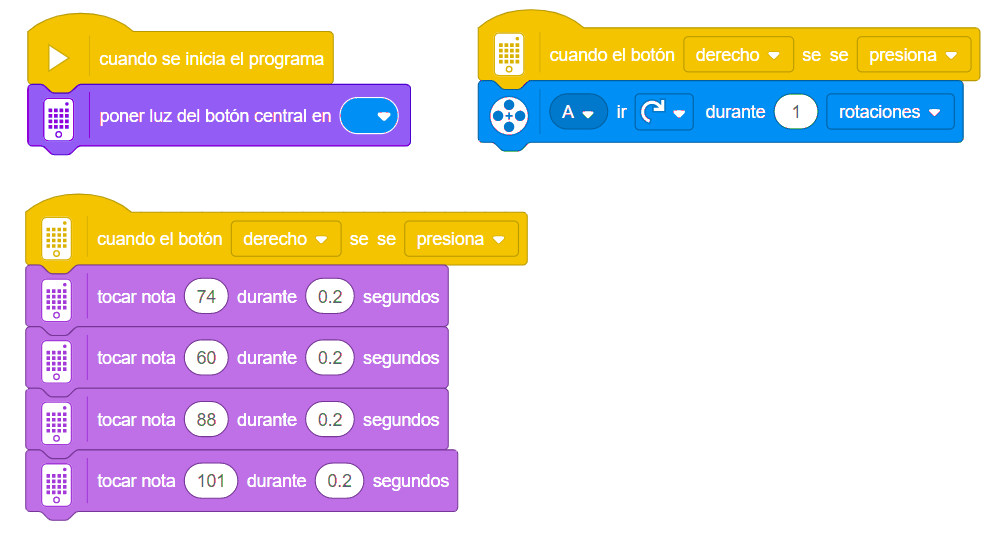 cuando se inicia el programa
poner luz del botón central en
cuando el botón derecho se se presiona
A ir durante 1 rotaciones
cuando el botón derecho se se presiona
tocar nota 74 durante 0.2 segundos
tocar nota 60 durante 0.2 segundos
tocar nota 88 durante 0.2 segundos
tocar nota 101 durante 0.2 segundos